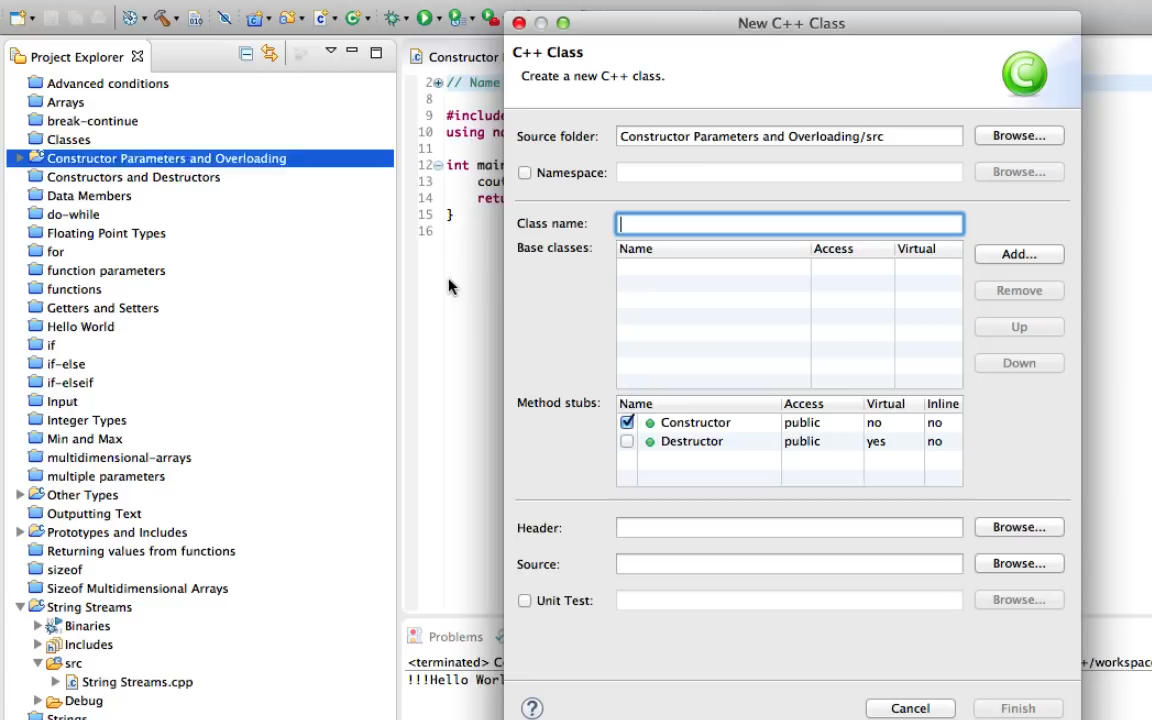 Project Explorer
Advanced conditions
Arrays
break-continue
Classes
Constructor Parameters and Overloading
Constructors and Destructors
Data Members
do-while
Floating Point Types
for
function parameters
functions
Getters and Setters
Hello World
if
if-else
if-elseif
Input
Integer Types
Min and Max
multidimensional-arrays
multiple parameters
Other Types
Outputting Text
Prototypes and Includes
Returning values from functions
sizeof
Sizeof Multidimensional Arrays
String Streams
Binaries
Includes
src
String Streams.cpp
Debug
Strings
Constructor
2 // Name
8
9 #include
10 using na
11
12 int main
13 cou
14 retu
15 }
16
Problems
<terminated> C
+/workspac
!!!Hello Worl
New C++ Class
C++ Class
Create a new C++ class.
Source folder: Constructor Parameters and Overloading/src Browse...
Namespace: Browse...
Class name:
Base classes: Name Access Virtual
Add...
Remove
Up
Down
Method stubs: Name Access Virtual Inline
Constructor public no no
Destructor public yes no
Header: Browse...
Source: Browse...
Unit Test: Browse...
? Cancel Finish